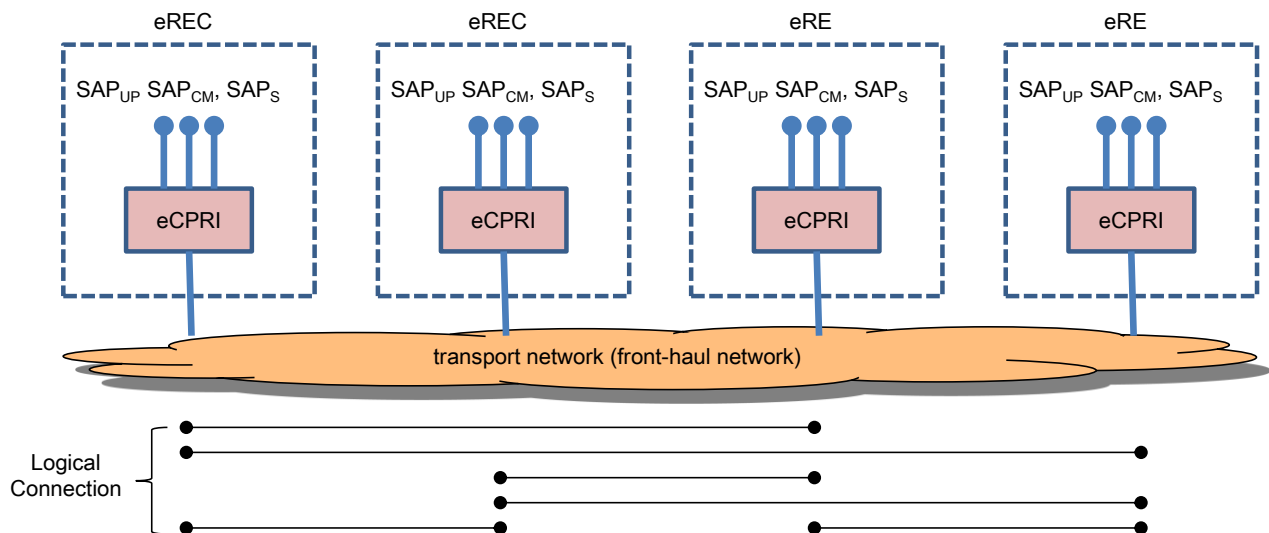 eREC
eREC
eRE
eRE
SAPUP SAPCM, SAPS
SAPUP SAPCM, SAPS
SAPUP SAPCM, SAPS
SAPUP SAPCM, SAPS
eCPRI
eCPRI
eCPRI
eCPRI
transport network (front-haul network)
Logical
Connection